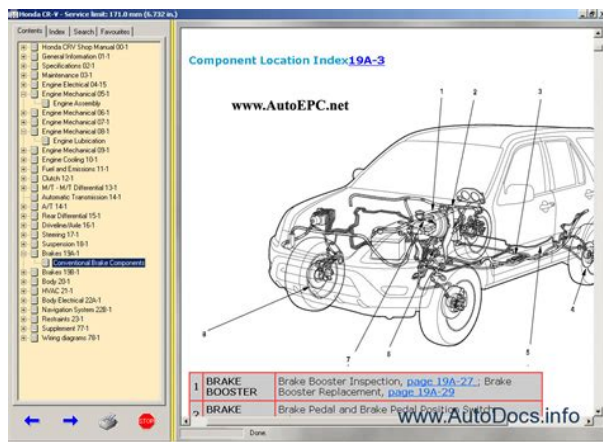 Honda CR-V - Service limit: 171.0 mm (6.732 in.)
Contents Index Search Favourites
Honda CRV Shop Manual 00-1
General Information 01-1
Specifications 02-1
Maintenance 03-1
Engine Electrical 04-15
Engine Mechanical 05-1
Engine Assembly
Engine Mechanical 06-1
Engine Mechanical 07-1
Engine Mechanical 08-1
Engine Lubrication
Engine Mechanical 09-1
Engine Cooling 10-1
Fuel and Emissions 11-1
Clutch 12-1
M/T - M/T Differential 13-1
Automatic Transmission 14-1
A/T 14-1
Rear Differential 15-1
Driveline/Axle 16-1
Steering 17-1
Suspension 18-1
Brakes 19A-1
Conventional Brake Components
Brakes 19B-1
Body 20-1
HVAC 21-1
Body Electrical 22A-1
Navigation System 22B-1
Restraints 23-1
Supplement 77-1
Wiring diagrams 78-1
STOP
Component Location Index19A-3
www.AutoEPC.net
1 2 3
4
5
6
7
8
1 BRAKE BOOSTER Brake Booster Inspection, page 19A-27 ; Brake
Booster Replacement, page 19A-29
2 BRAKE Brake Pedal and Brake Pedal Position Switch
www.AutoDocs.info
Done.